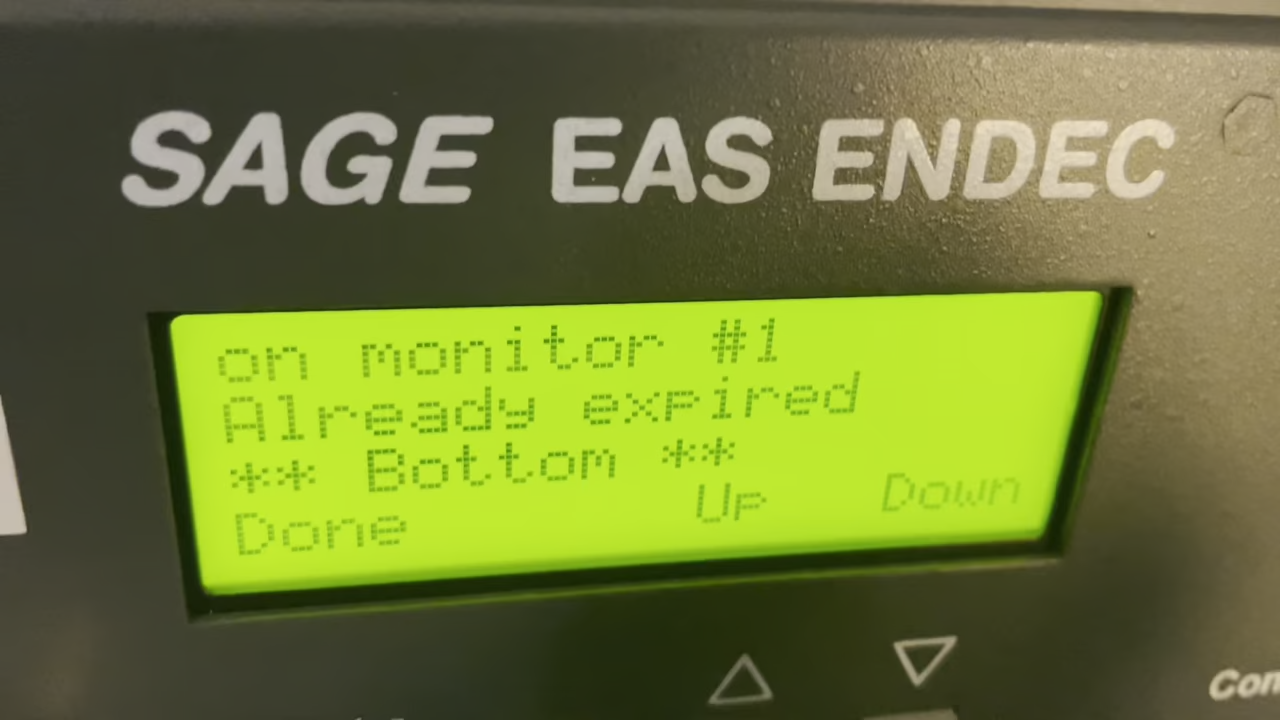 SAGE EAS ENDEC
on monitor #1
Already expired
** Bottom **
Done Up Down